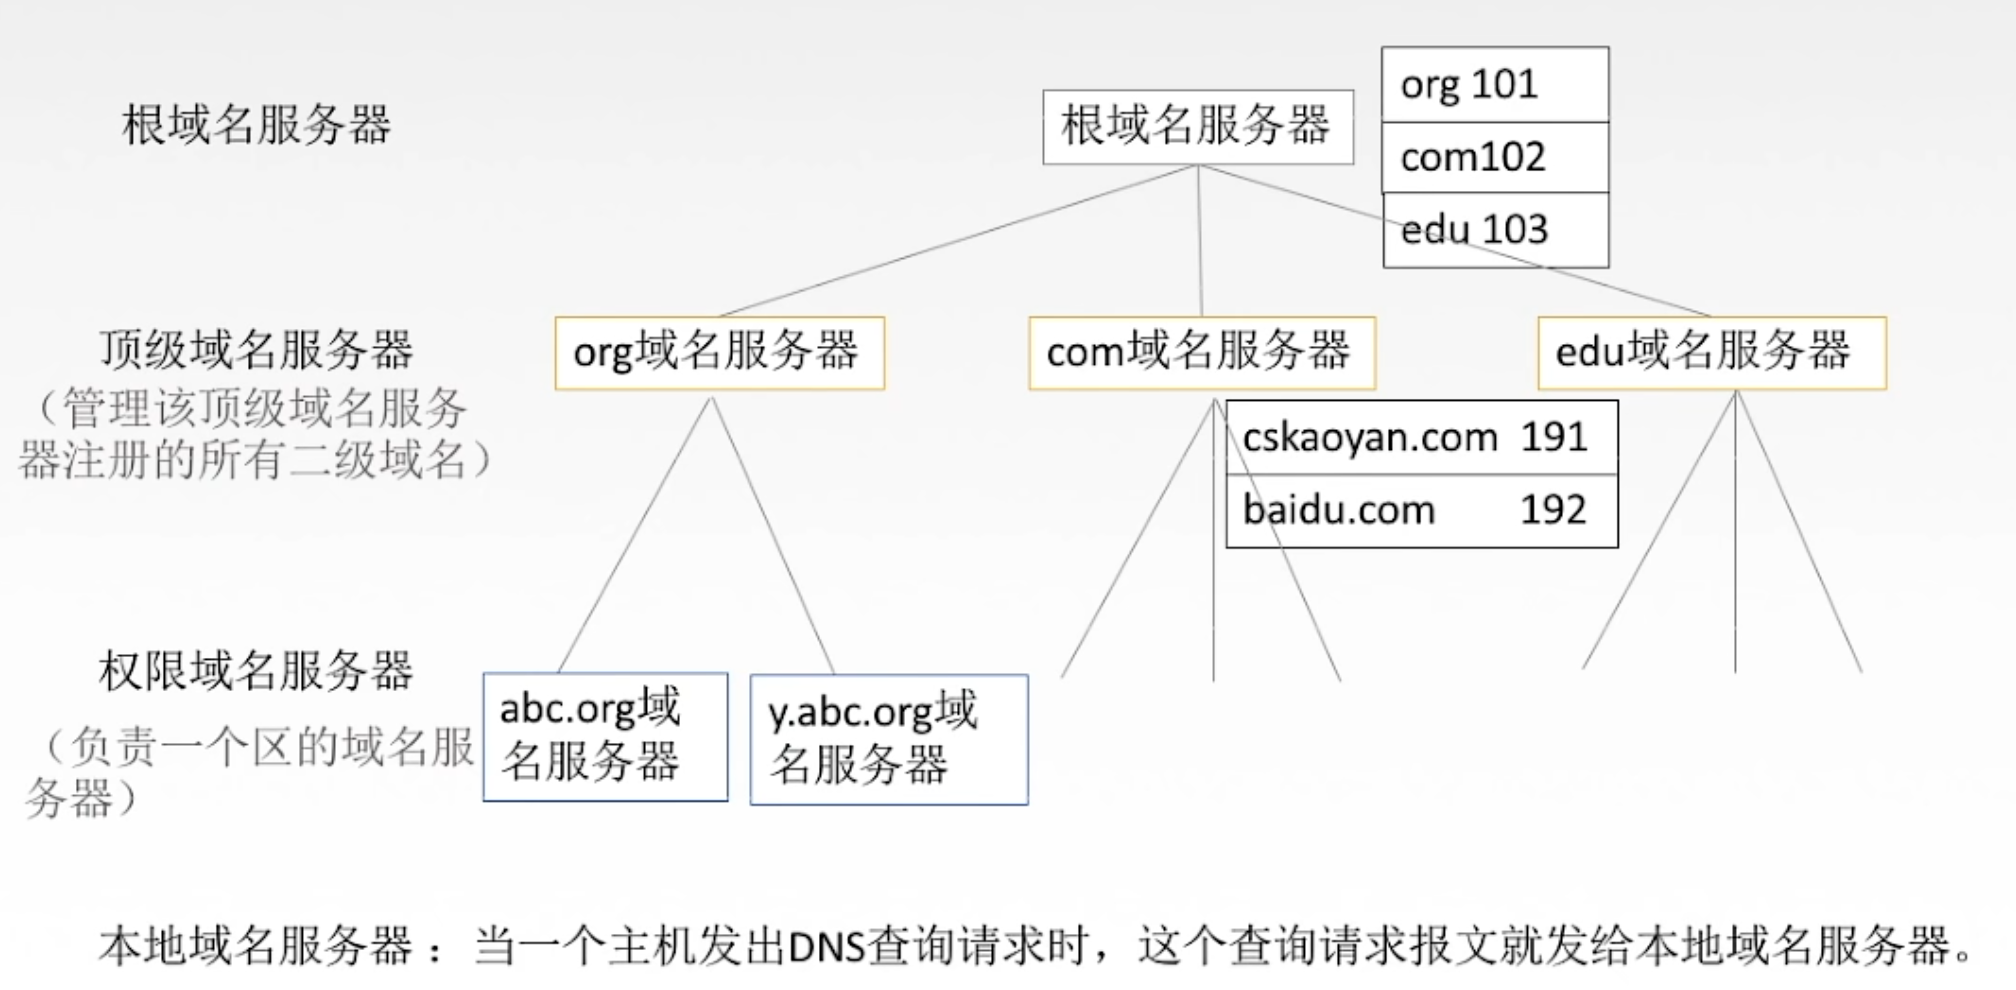 根域名服务器
根域名服务器
org 101
com102
edu 103
顶级域名服务器
(管理该顶级域名服务
器注册的所有二级域名)
org域名服务器
com域名服务器
edu域名服务器
cskaoyan.com 191
baidu.com 192
权限域名服务器
(负责一个区的域名服
务器)
abc.org域
名服务器
y.abc.org域
名服务器
本地域名服务器：当一个主机发出DNS查询请求时，这个查询请求报文就发给本地域名服务器。